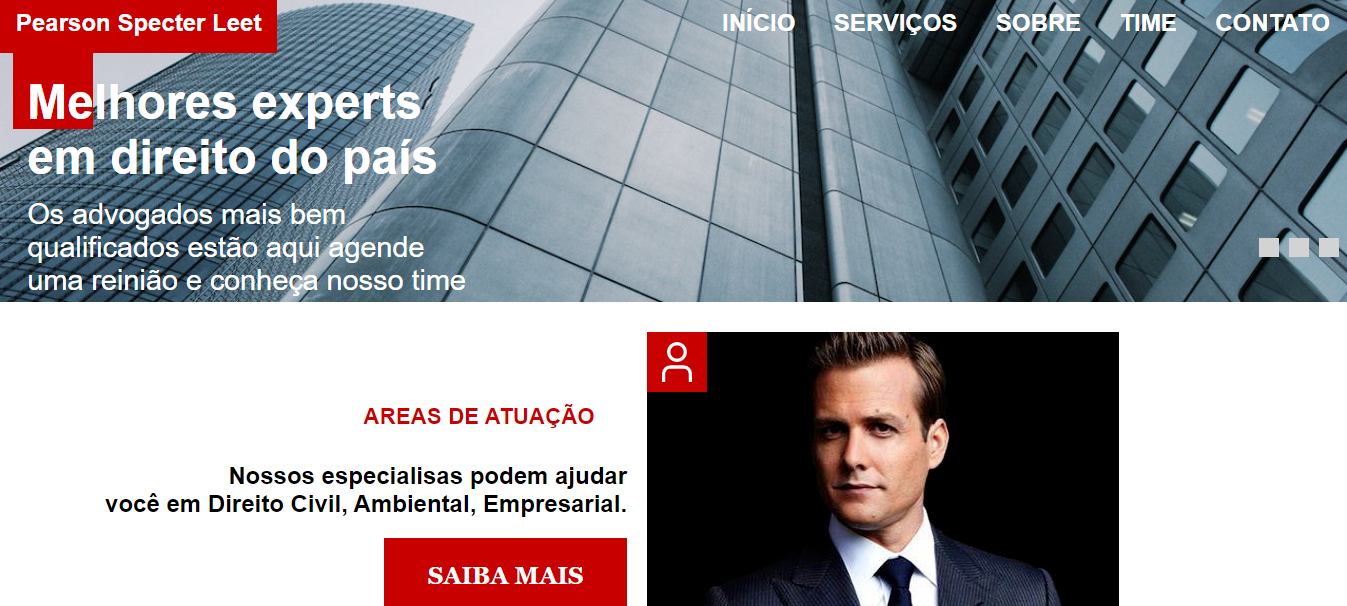 Pearson Specter Leet
INÍCIO SERVIÇOS SOBRE TIME CONTATO
Melhores experts
em direito do país
Os advogados mais bem
qualificados estão aqui agende
uma reinião e conheça nosso time
AREAS DE ATUAÇÃO
Nossos especialisas podem ajudar
você em Direito Civil, Ambiental, Empresarial.
SAIBA MAIS